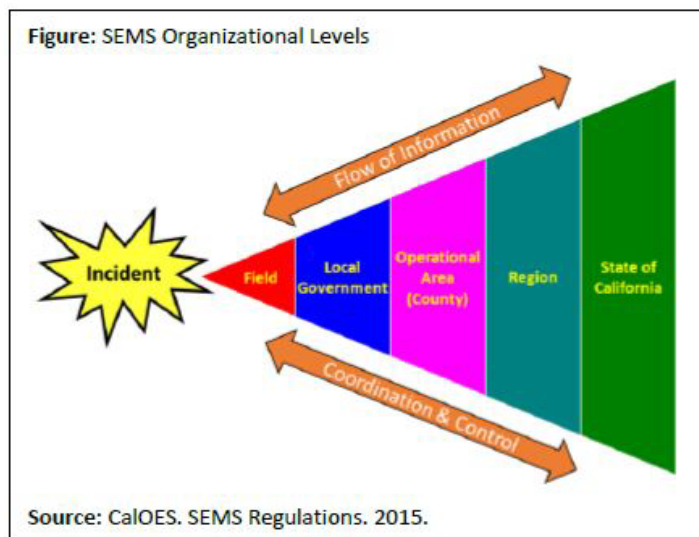 Figure: SEMS Organizational Levels
Flow of Information
Incident
Field
Local
Government
Operational
Area
(County)
Region
State of
California
Coordination & Control
Source: CalOES. SEMS Regulations. 2015.